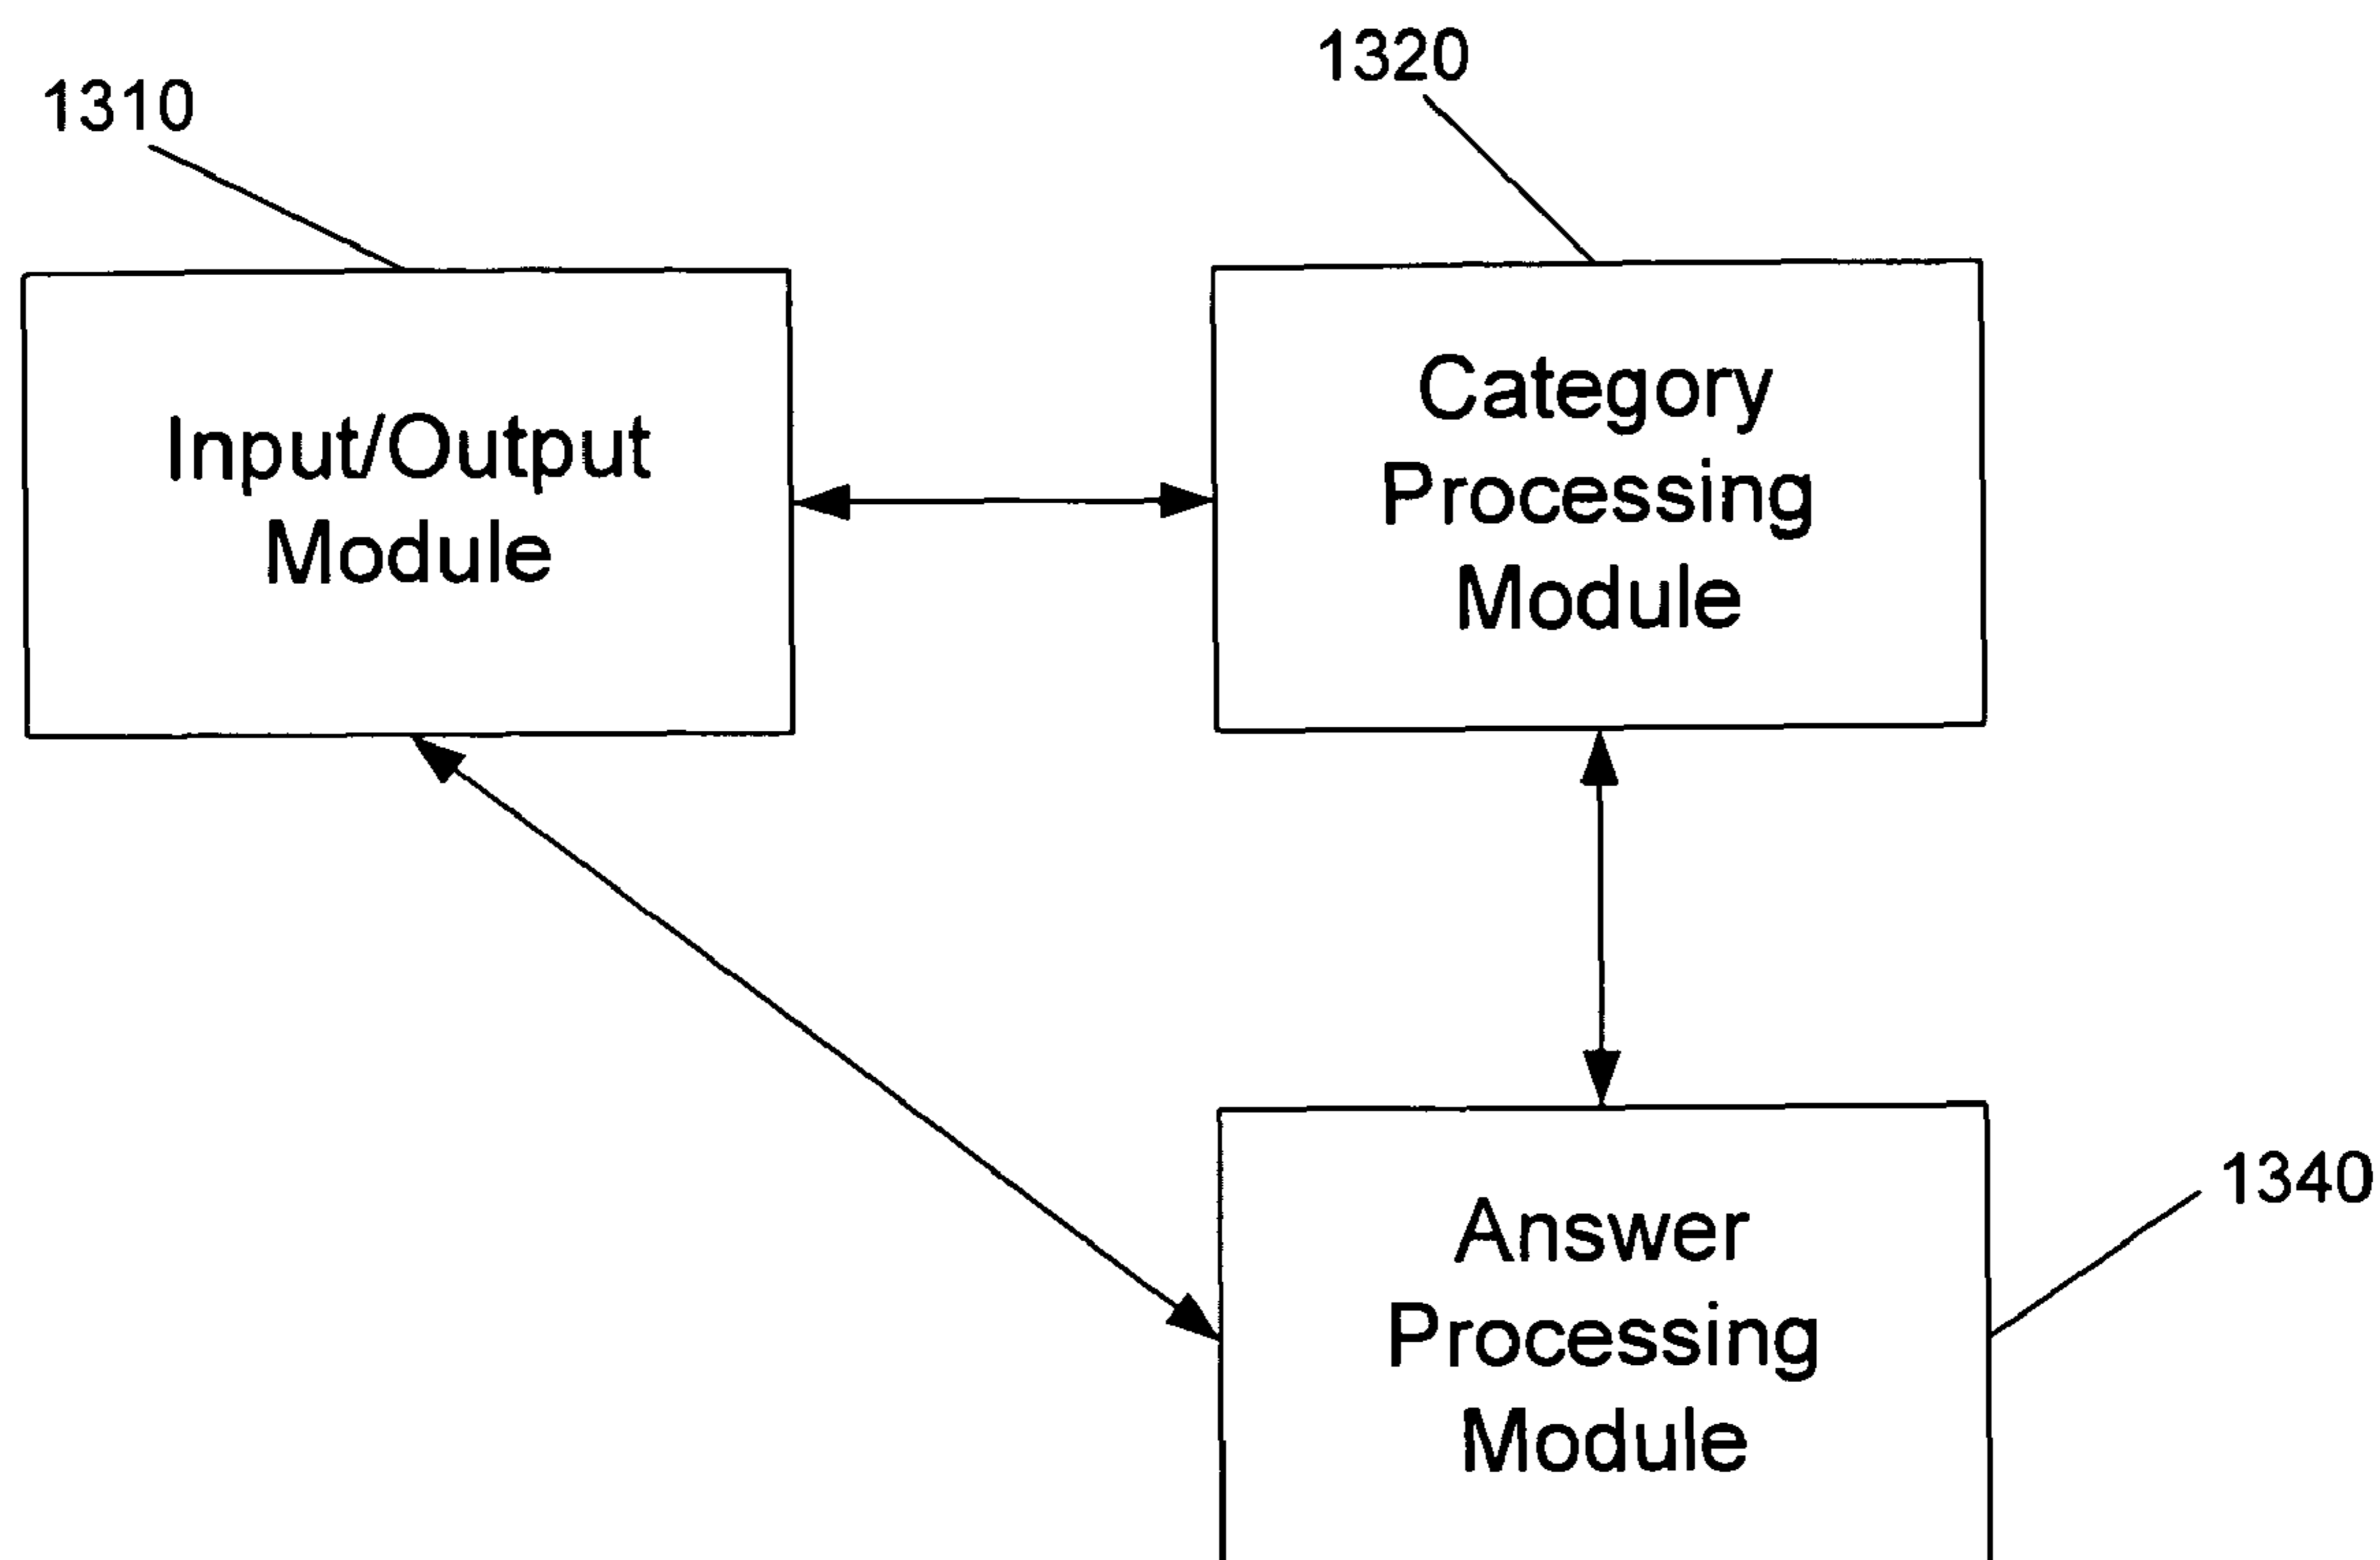 1310
1320
Input/Output
Module
Category
Processing
Module
Answer
Processing
Module
1340